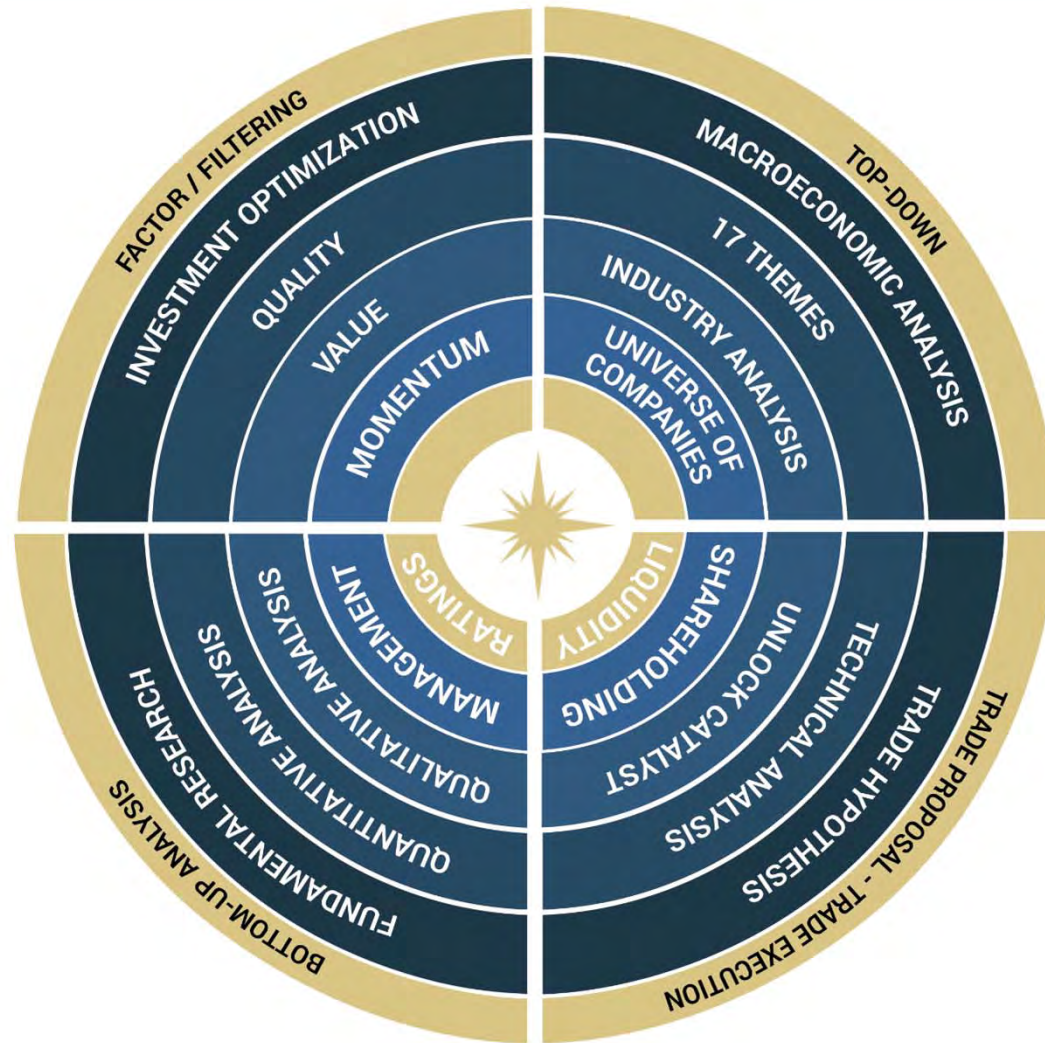 FACTOR / FILTERING
INVESTMENT OPTIMIZATION
QUALITY
VALUE
MOMENTUM
TOP-DOWN
MACROECONOMIC ANALYSIS
17 THEMES
INDUSTRY ANALYSIS
UNIVERSE OF
COMPANIES
BOTTOM-UP ANALYSIS
FUNDAMENTAL RESEARCH
QUANTITATIVE ANALYSIS
QUALITATIVE ANALYSIS
MANAGEMENT
RATINGS
TRADE PROPOSAL - TRADE EXECUTION
TRADE HYPOTHESIS
TECHNICAL ANALYSIS
UNLOCK CATALYST
SHAREHOLDING
LIQUIDITY